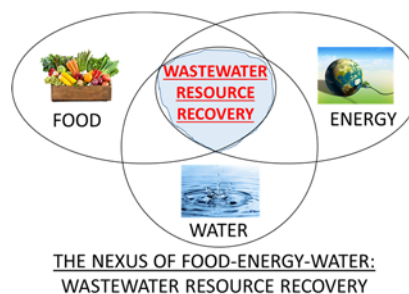 WASTEWATER
RESOURCE
RECOVERY
FOOD
ENERGY
WATER
THE NEXUS OF FOOD-ENERGY-WATER:
WASTEWATER RESOURCE RECOVERY